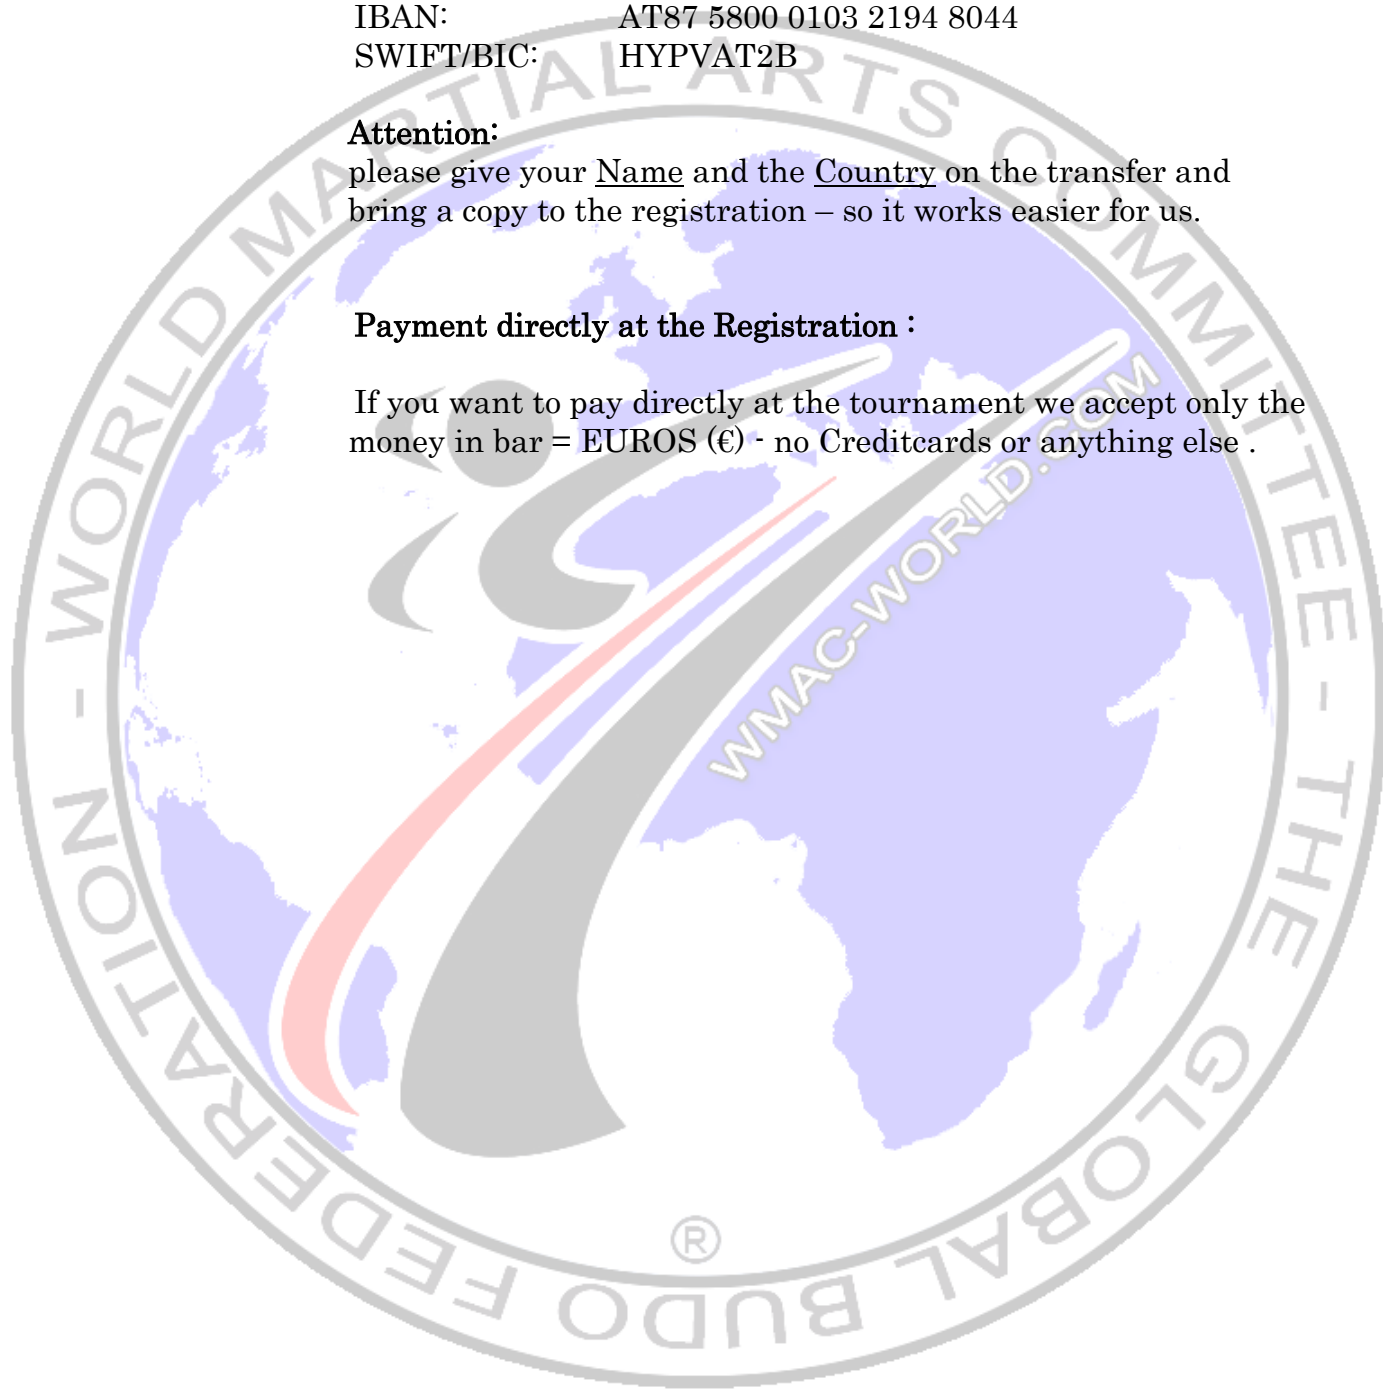 IBAN: AT87 5800 0103 2194 8044
SWIFT/BIC: HYPVAT2B
Attention:
please give your Name and the Country on the transfer and
bring a copy to the registration – so it works easier for us.
Payment directly at the Registration :
If you want to pay directly at the tournament we accept only the
money in bar = EUROS (€) - no Creditcards or anything else .
WORLD MARTIAL ARTS COMMITTEE - THE GLOBAL BUDO FEDERATION -
WMAC-WORLD.COM
®